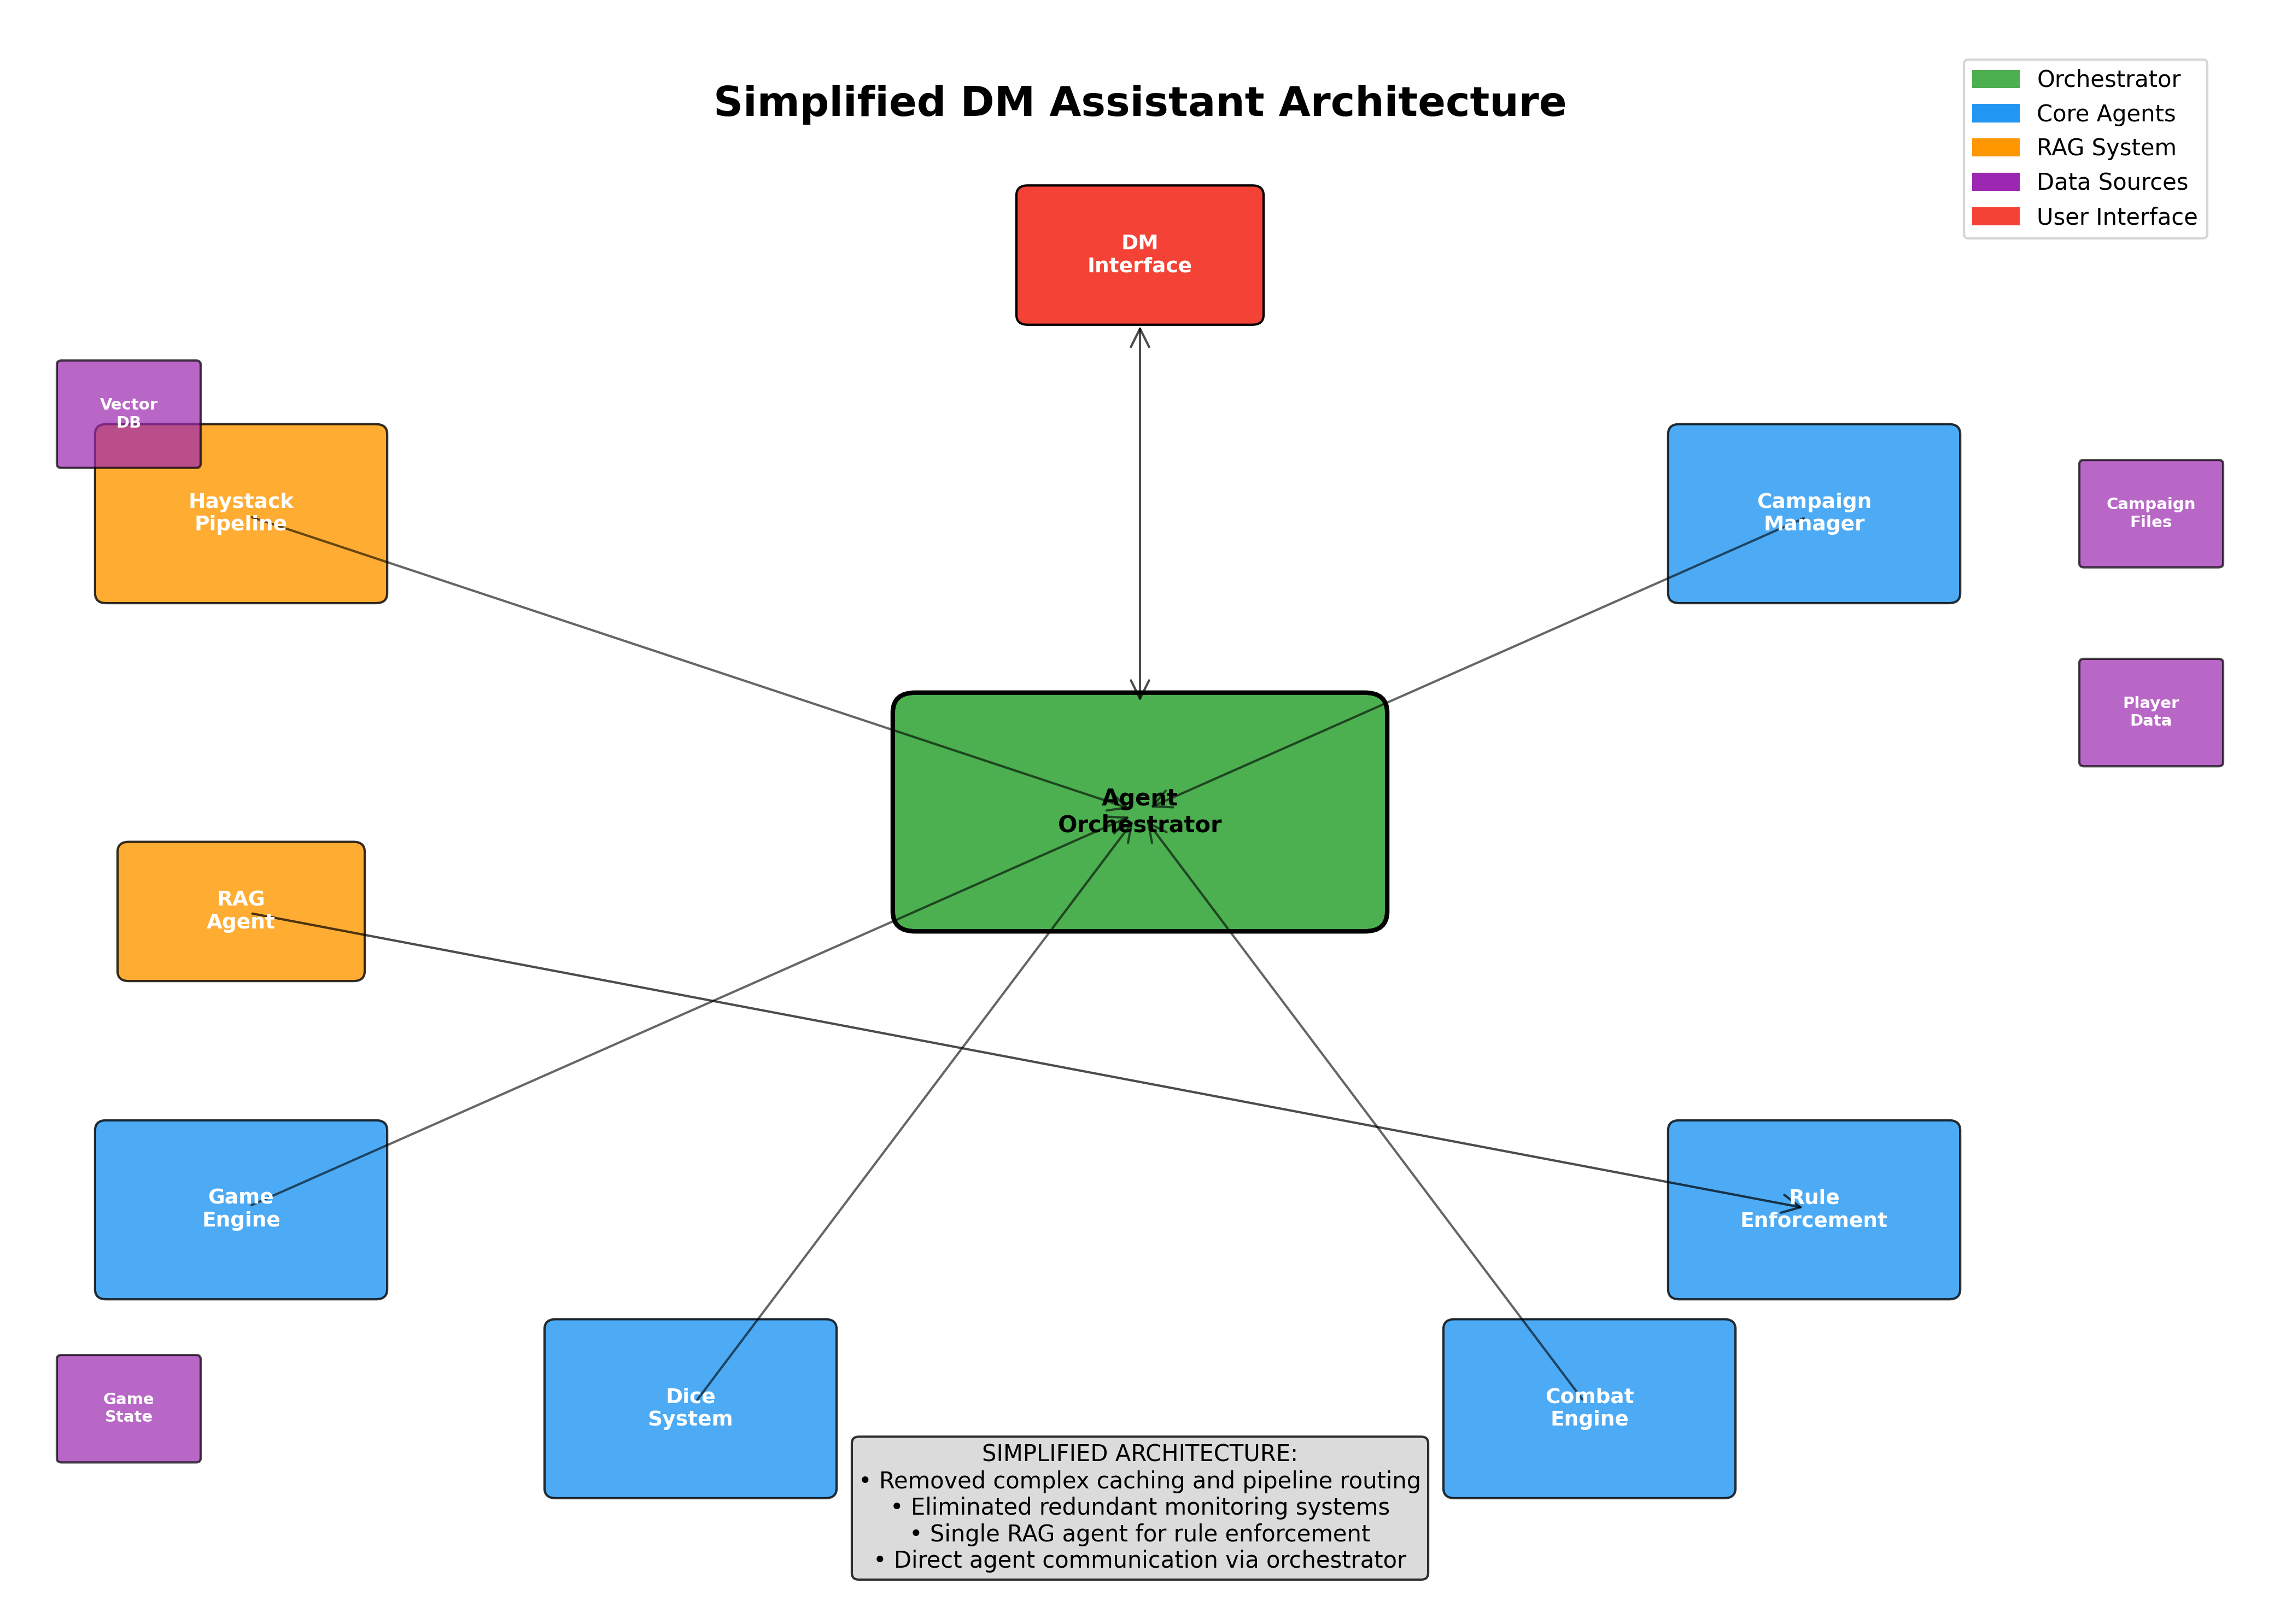 Simplified DM Assistant Architecture
Orchestrator
Core Agents
RAG System
Data Sources
User Interface
DM
Interface
Vector
DB
Haystack
Pipeline
Campaign
Manager
Campaign
Files
Player
Data
Agent
Orchestrator
RAG
Agent
Game
Engine
Rule
Enforcement
Game
State
Dice
System
Combat
Engine
SIMPLIFIED ARCHITECTURE:
• Removed complex caching and pipeline routing
• Eliminated redundant monitoring systems
• Single RAG agent for rule enforcement
• Direct agent communication via orchestrator